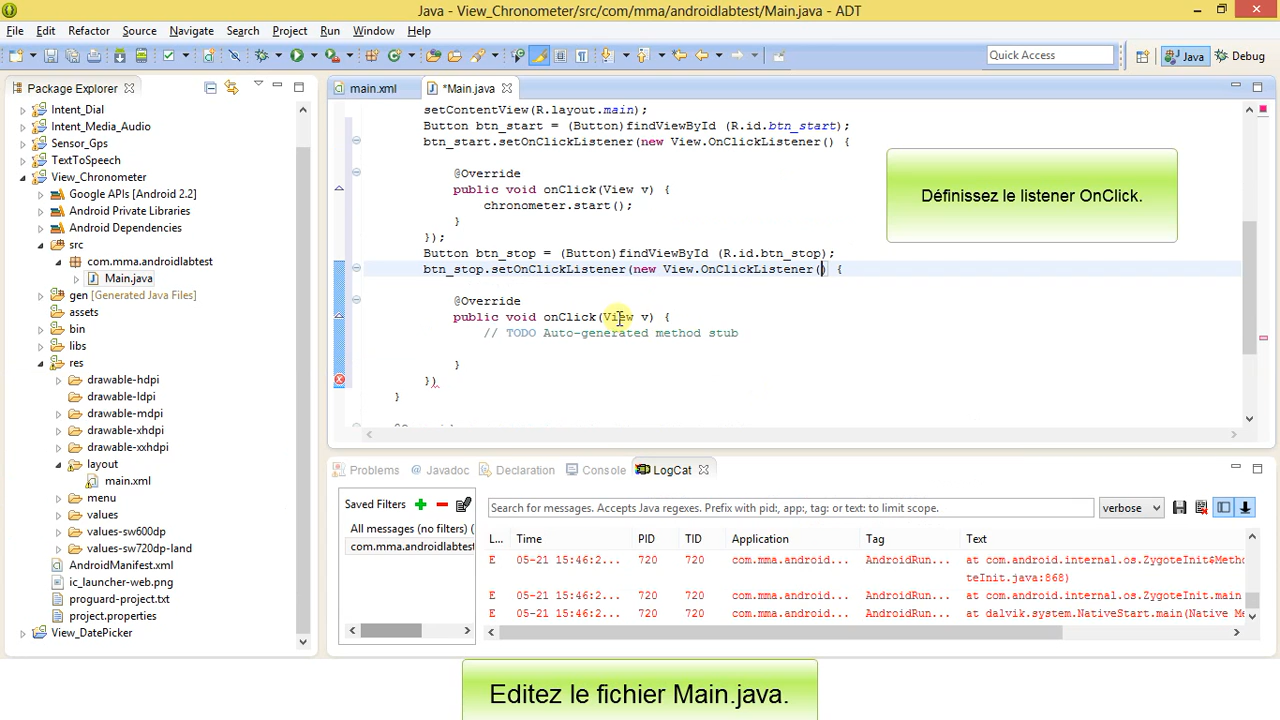 Java - View_Chronometer/src/com/mma/androidlabtest/Main.java - ADT
File Edit Refactor Source Navigate Search Project Run Window Help
Quick Access
Java
Debug
Package Explorer
Intent_Dial
Intent_Media_Audio
Sensor_Gps
TextToSpeech
View_Chronometer
Google APIs [Android 2.2]
Android Private Libraries
Android Dependencies
src
com.mma.androidlabtest
Main.java
gen [Generated Java Files]
assets
bin
libs
res
drawable-hdpi
drawable-ldpi
drawable-mdpi
drawable-xhdpi
drawable-xxhdpi
layout
main.xml
menu
values
values-sw600dp
values-sw720dp-land
AndroidManifest.xml
ic_launcher-web.png
proguard-project.txt
project.properties
View_DatePicker
main.xml
*Main.java
setContentView(R.layout.main);
Button btn_start = (Button)findViewById (R.id.btn_start);
btn_start.setOnClickListener(new View.OnClickListener() {
@Override
public void onClick(View v) {
chronometer.start();
}
});
Button btn_stop = (Button)findViewById (R.id.btn_stop);
btn_stop.setOnClickListener(new View.OnClickListener() {
@Override
public void onClick(View v) {
// TODO Auto-generated method stub
}
})
}
Définissez le listener OnClick.
Problems Javadoc Declaration Console LogCat
Saved Filters
All messages (no filters) (
com.mma.androidlabtest
Search for messages. Accepts Java regexes. Prefix with pid:, app:, tag: or text: to limit scope.
verbose
L... Time PID TID Application Tag Text
E 05-21 15:46:2... 720 720 com.mma.android... AndroidRun... at com.android.internal.os.ZygoteInit$Metho
teInit.java:868)
E 05-21 15:46:2... 720 720 com.mma.android... AndroidRun... at com.android.internal.os.ZygoteInit.main
E 05-21 15:46:2... 720 720 com.mma.android... AndroidRun... at dalvik.system.NativeStart.main(Native Me
Editez le fichier Main.java.